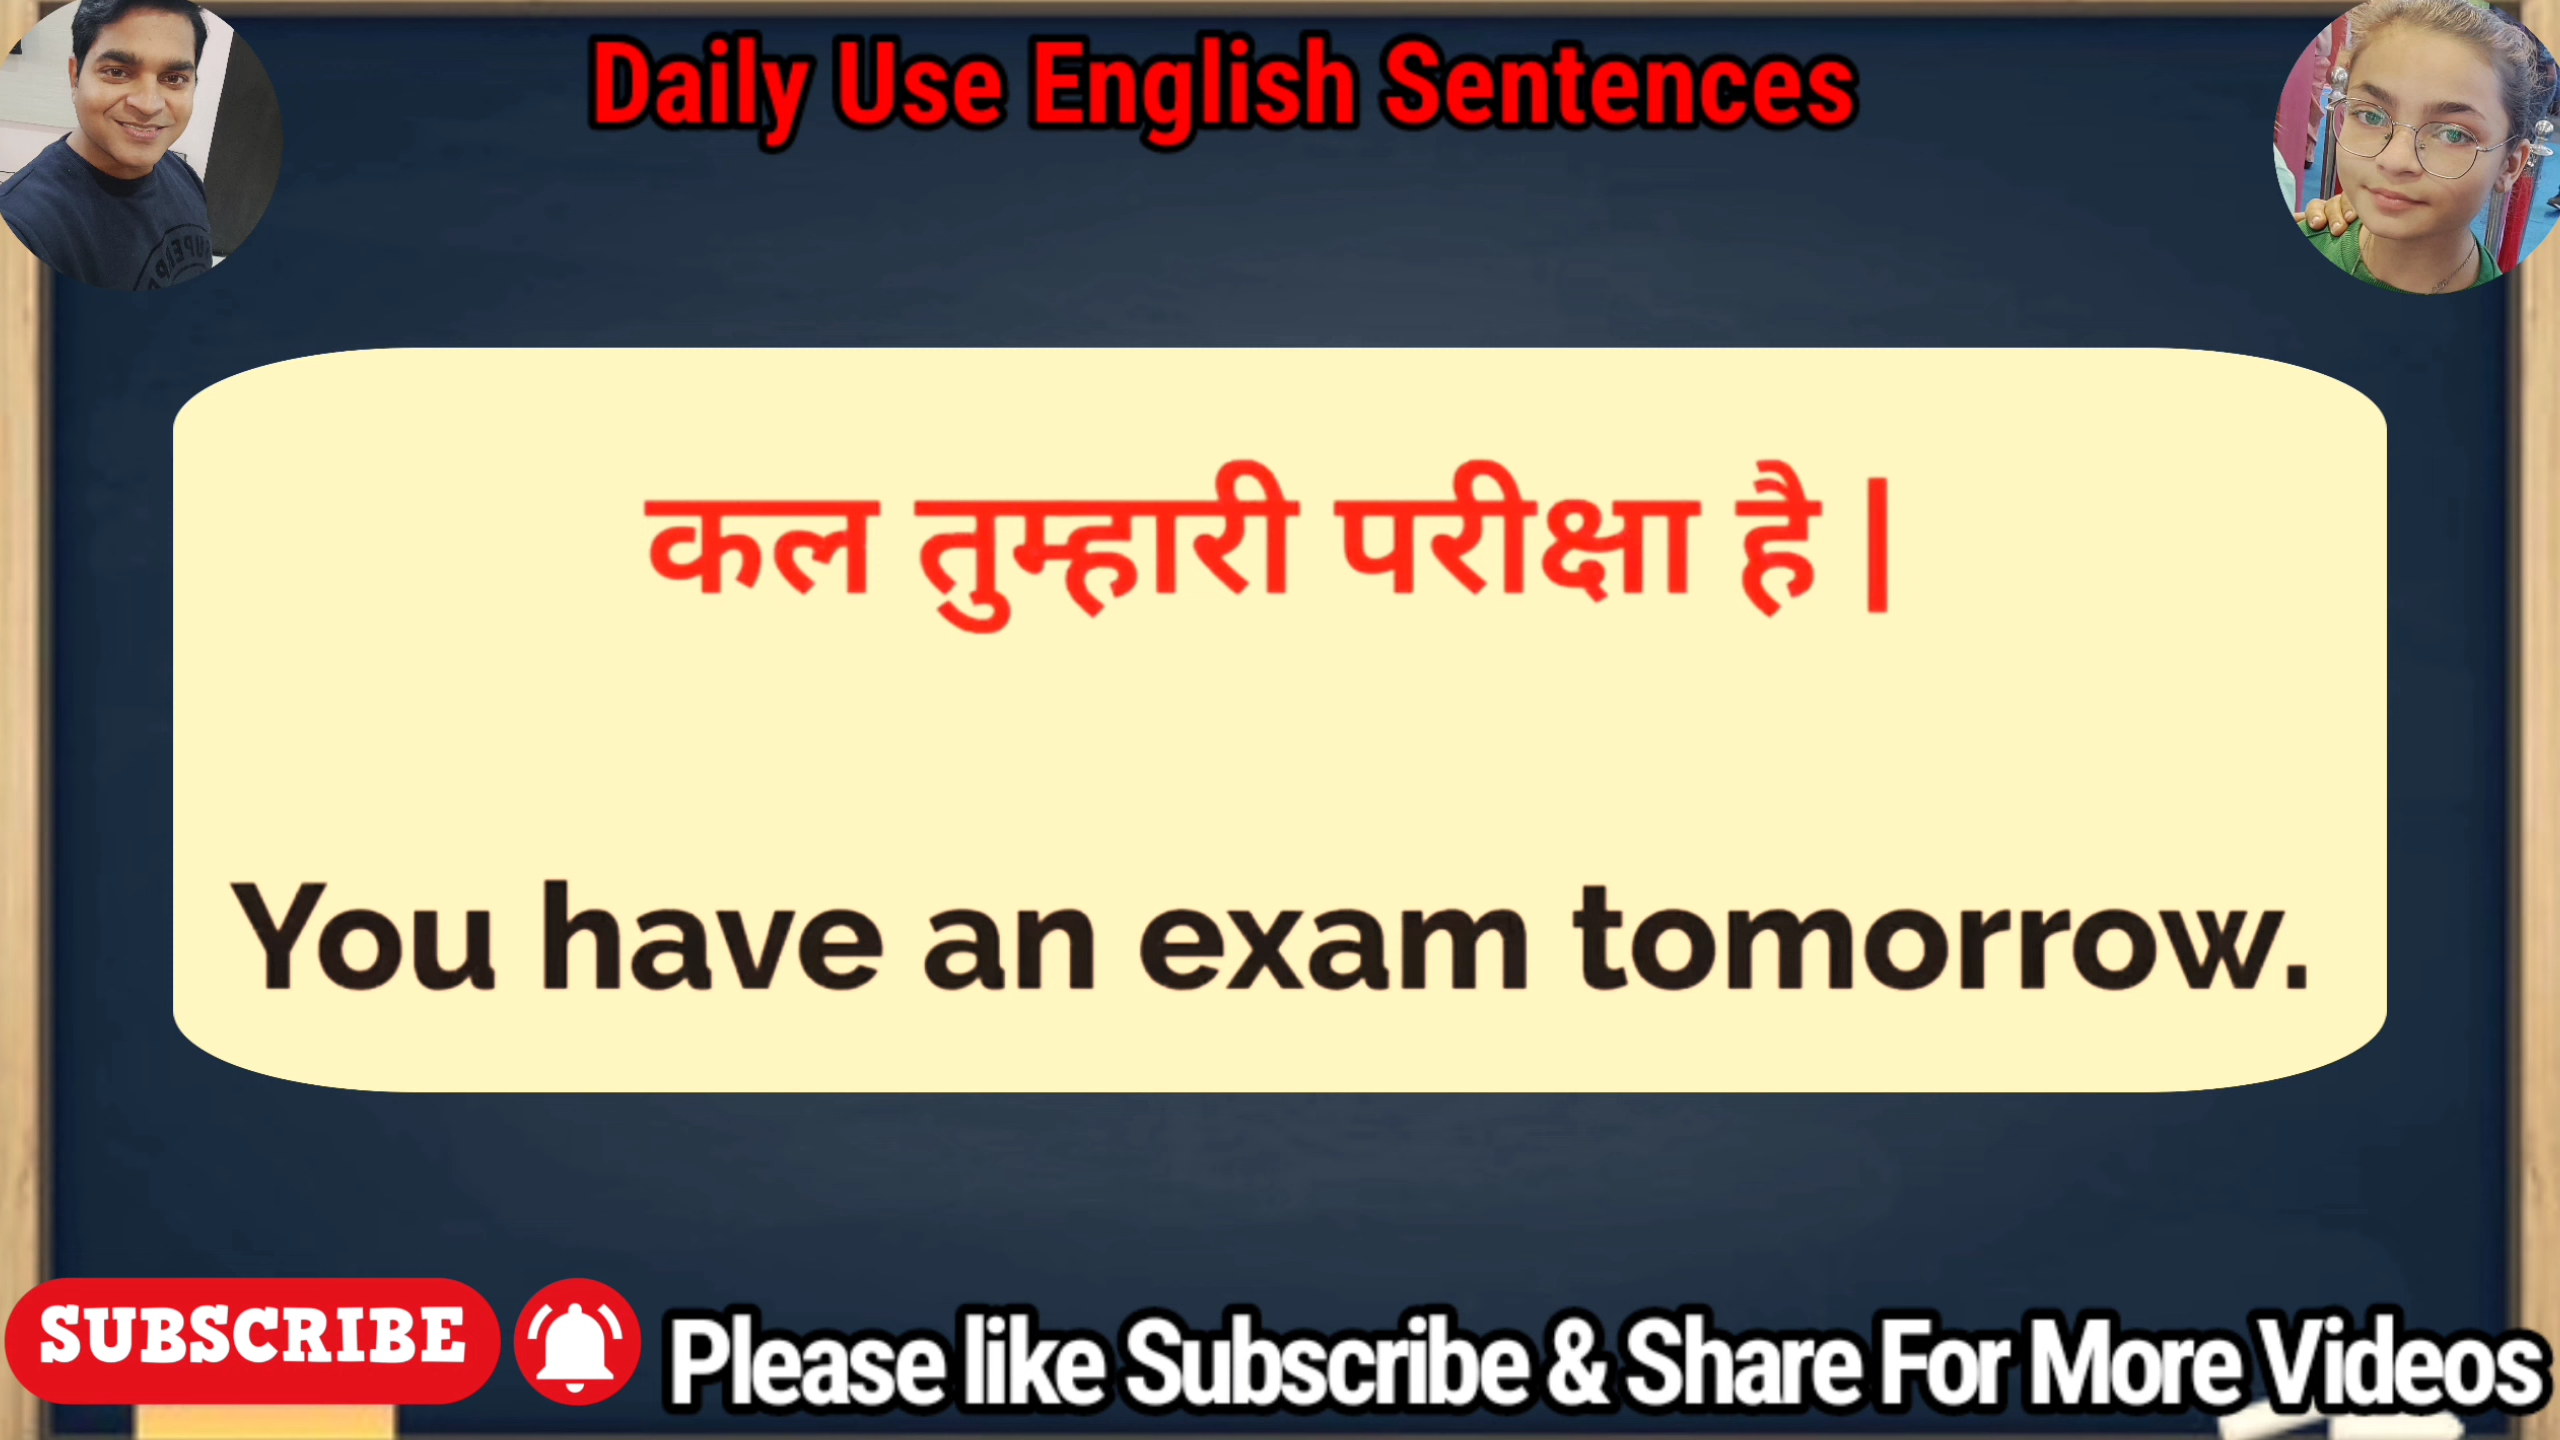 Daily Use English Sentences
कल तुम्हारी परीक्षा है |
You have an exam tomorrow.
SUBSCRIBE
Please like Subscribe & Share For More Videos